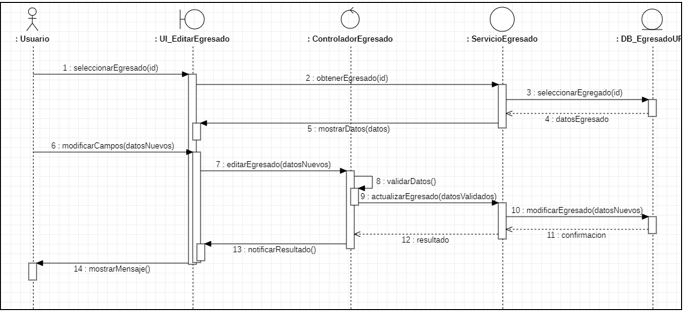 : Usuario
: UI_EditarEgresado
: ControladorEgresado
: ServicioEgresado
: DB_EgresadoUP
1 : seleccionarEgresado(id)
2 : obtenerEgresado(id)
3 : seleccionarEgregado(id)
4 : datosEgresado
5 : mostrarDatos(datos)
6 : modificarCampos(datosNuevos)
7 : editarEgresado(datosNuevos)
8 : validarDatos()
9 : actualizarEgresado(datosValidados)
10 : modificarEgresado(datosNuevos)
11 : confirmacion
12 : resultado
13 : notificarResultado()
14 : mostrarMensaje()